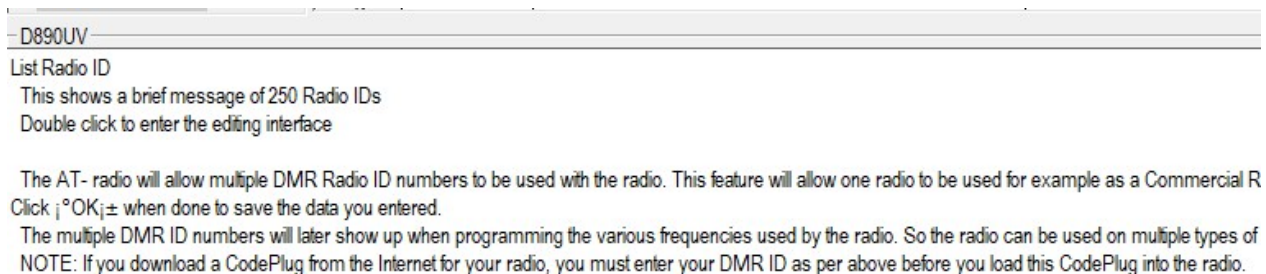 D890UV
List Radio ID
This shows a brief message of 250 Radio IDs
Double click to enter the editing interface
The AT- radio will allow multiple DMR Radio ID numbers to be used with the radio. This feature will allow one radio to be used for example as a Commercial R
Click ¡°OK¡± when done to save the data you entered.
The multiple DMR ID numbers will later show up when programming the various frequencies used by the radio. So the radio can be used on multiple types of
NOTE: If you download a CodePlug from the Internet for your radio, you must enter your DMR ID as per above before you load this CodePlug into the radio.